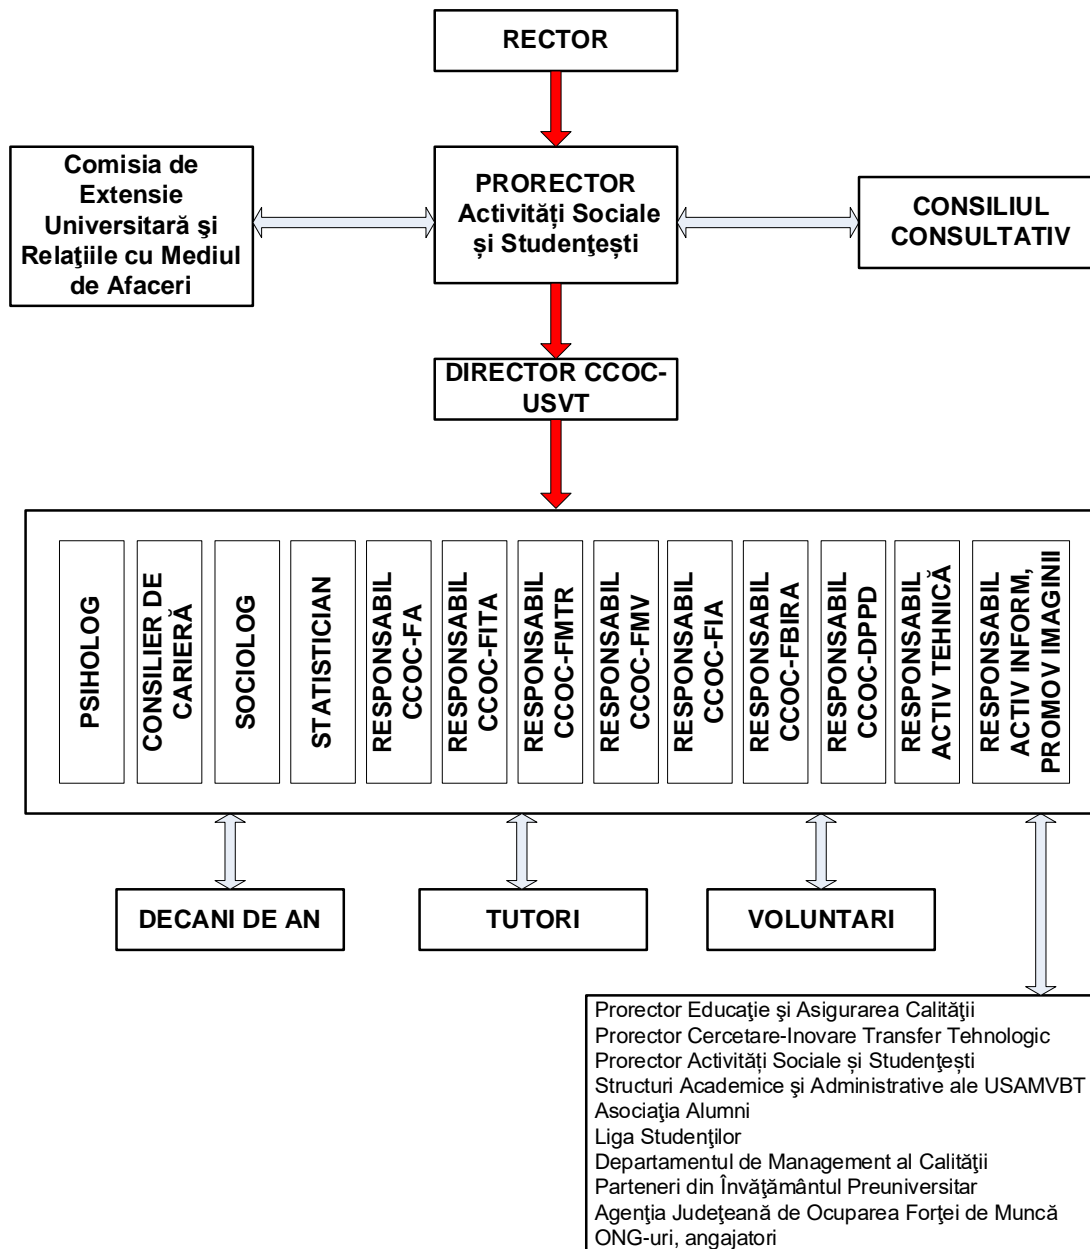 RECTOR
Comisia de
Extensie
Universitară şi
Relaţiile cu Mediul
de Afaceri
PRORECTOR
Activități Sociale
și Studenţești
CONSILIUL
CONSULTATIV
DIRECTOR CCOC-
USVT
PSIHOLOG
CONSILIER DE
CARIERĂ
SOCIOLOG
STATISTICIAN
RESPONSABIL
CCOC-FA
RESPONSABIL
CCOC-FITA
RESPONSABIL
CCOC-FMTR
RESPONSABIL
CCOC-FMV
RESPONSABIL
CCOC-FIA
RESPONSABIL
CCOC-FBIRA
RESPONSABIL
CCOC-DPPD
RESPONSABIL
ACTIV TEHNICĂ
RESPONSABIL
ACTIV INFORM,
PROMOV IMAGINII
DECANI DE AN
TUTORI
VOLUNTARI
Prorector Educaţie şi Asigurarea Calităţii
Prorector Cercetare-Inovare Transfer Tehnologic
Prorector Activități Sociale și Studenţești
Structuri Academice şi Administrative ale USAMVBT
Asociaţia Alumni
Liga Studenţilor
Departamentul de Management al Calităţii
Parteneri din Învăţământul Preuniversitar
Agenţia Judeţeană de Ocuparea Forţei de Muncă
ONG-uri, angajatori